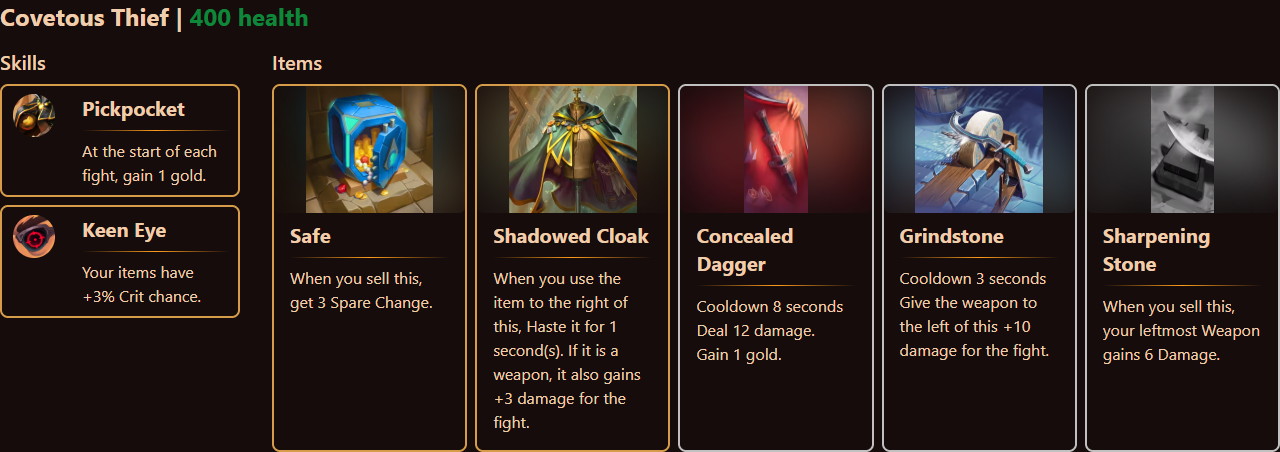 Covetous Thief | 400 health
Skills
Items
Pickpocket
At the start of each
fight, gain 1 gold.
Keen Eye
Your items have
+3% Crit chance.
Safe
When you sell this,
get 3 Spare Change.
Shadowed Cloak
When you use the
item to the right of
this, Haste it for 1
second(s). If it is a
weapon, it also gains
+3 damage for the
fight.
Concealed
Dagger
Cooldown 8 seconds
Deal 12 damage.
Gain 1 gold.
Grindstone
Cooldown 3 seconds
Give the weapon to
the left of this +10
damage for the fight.
Sharpening
Stone
When you sell this,
your leftmost Weapon
gains 6 Damage.